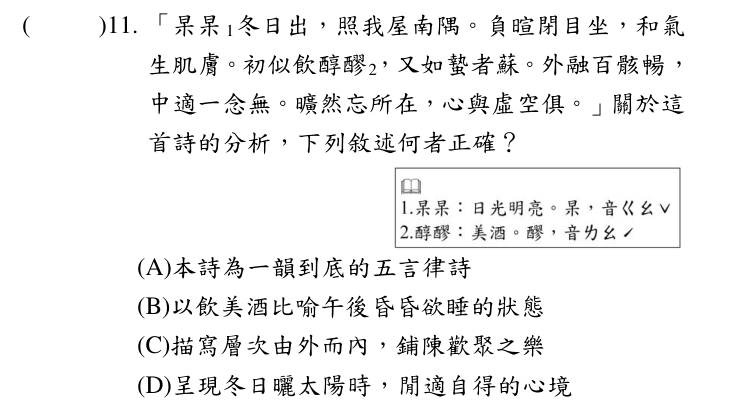 (　　)11. 「杲杲1冬日出，照我屋南隅。負暄閉目坐，和氣
生肌膚。初似飲醇醪2，又如蟄者蘇。外融百骸暢，
中適一念無。曠然忘所在，心與虛空俱。」關於這
首詩的分析，下列敘述何者正確？
1.杲杲：日光明亮。杲，音ㄍㄠˇ
2.醇醪：美酒。醪，音ㄌㄠˊ
(A)本詩為一韻到底的五言律詩
(B)以飲美酒比喻午後昏昏欲睡的狀態
(C)描寫層次由外而內，鋪陳歡聚之樂
(D)呈現冬日曬太陽時，閒適自得的心境